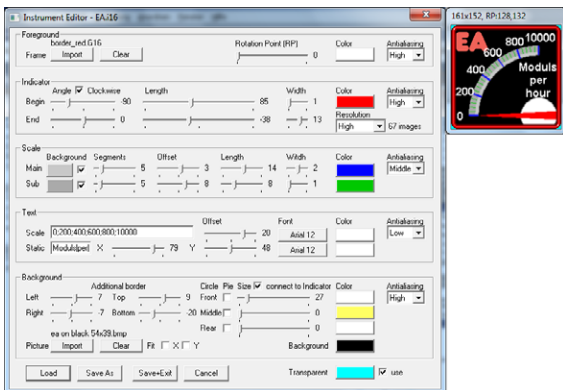 Instrument Editor - EA.i16
Foreground
border_red.G16
Frame Import Clear
Rotation Point (RP) 0
Color
Antialiasing
High
Indicator
Angle Clockwise Length Width Color Antialiasing
Begin -90 85 1 High
End 0 -38 13
Resolution
High 67 images
Scale
Background Segments Offset Length Width Color Antialiasing
Main 5 3 14 2 Middle
Sub 5 8 8 1
Text
Offset Font Color Antialiasing
Scale 0;200;400;600;800;10000 20 Arial 12 Low
Static Moduls|per| X 79 Y 48 Arial 12
Background
Additional border Circle Pie Size connect to Indicator Color Antialiasing
Left 7 Top 9 Front 27 High
Right -7 Bottom -20 Middle 0
Rear 0
ea on black 54x39.bmp
Picture Import Clear Fit X Y Background
Load Save As Save+Exit Cancel Transparent use
161x152, RP:128,132
EA
0
200
400
600
800
10000
Moduls
per
hour